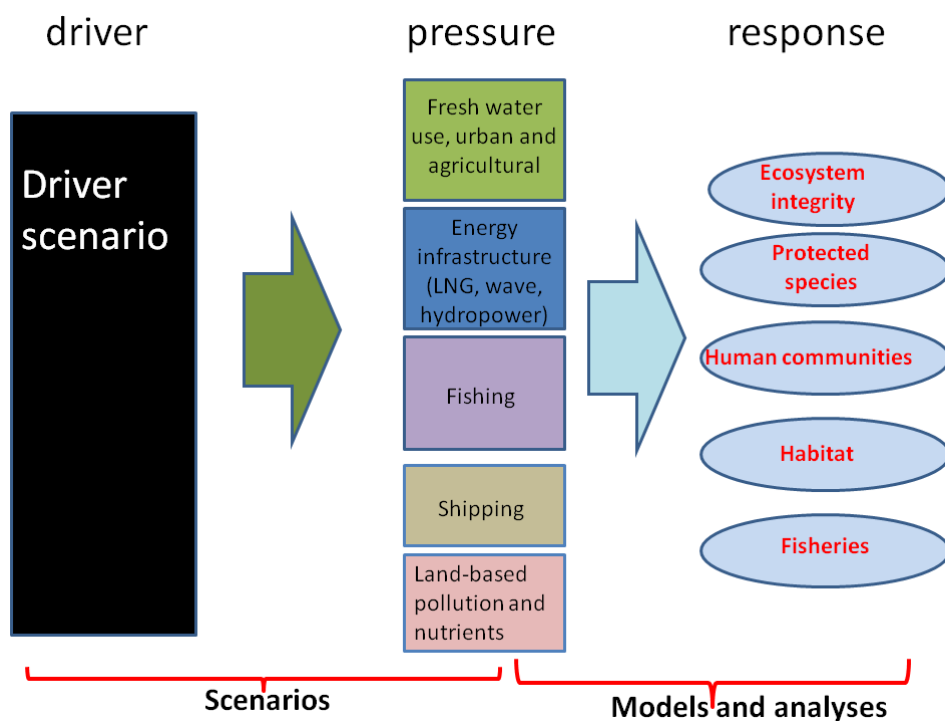 driver
pressure
response
Driver
scenario
Fresh water
use, urban and
agricultural
Energy
infrastructure
(LNG, wave,
hydropower)
Fishing
Shipping
Land-based
pollution and
nutrients
Ecosystem
integrity
Protected
species
Human communities
Habitat
Fisheries
Scenarios
Models and analyses